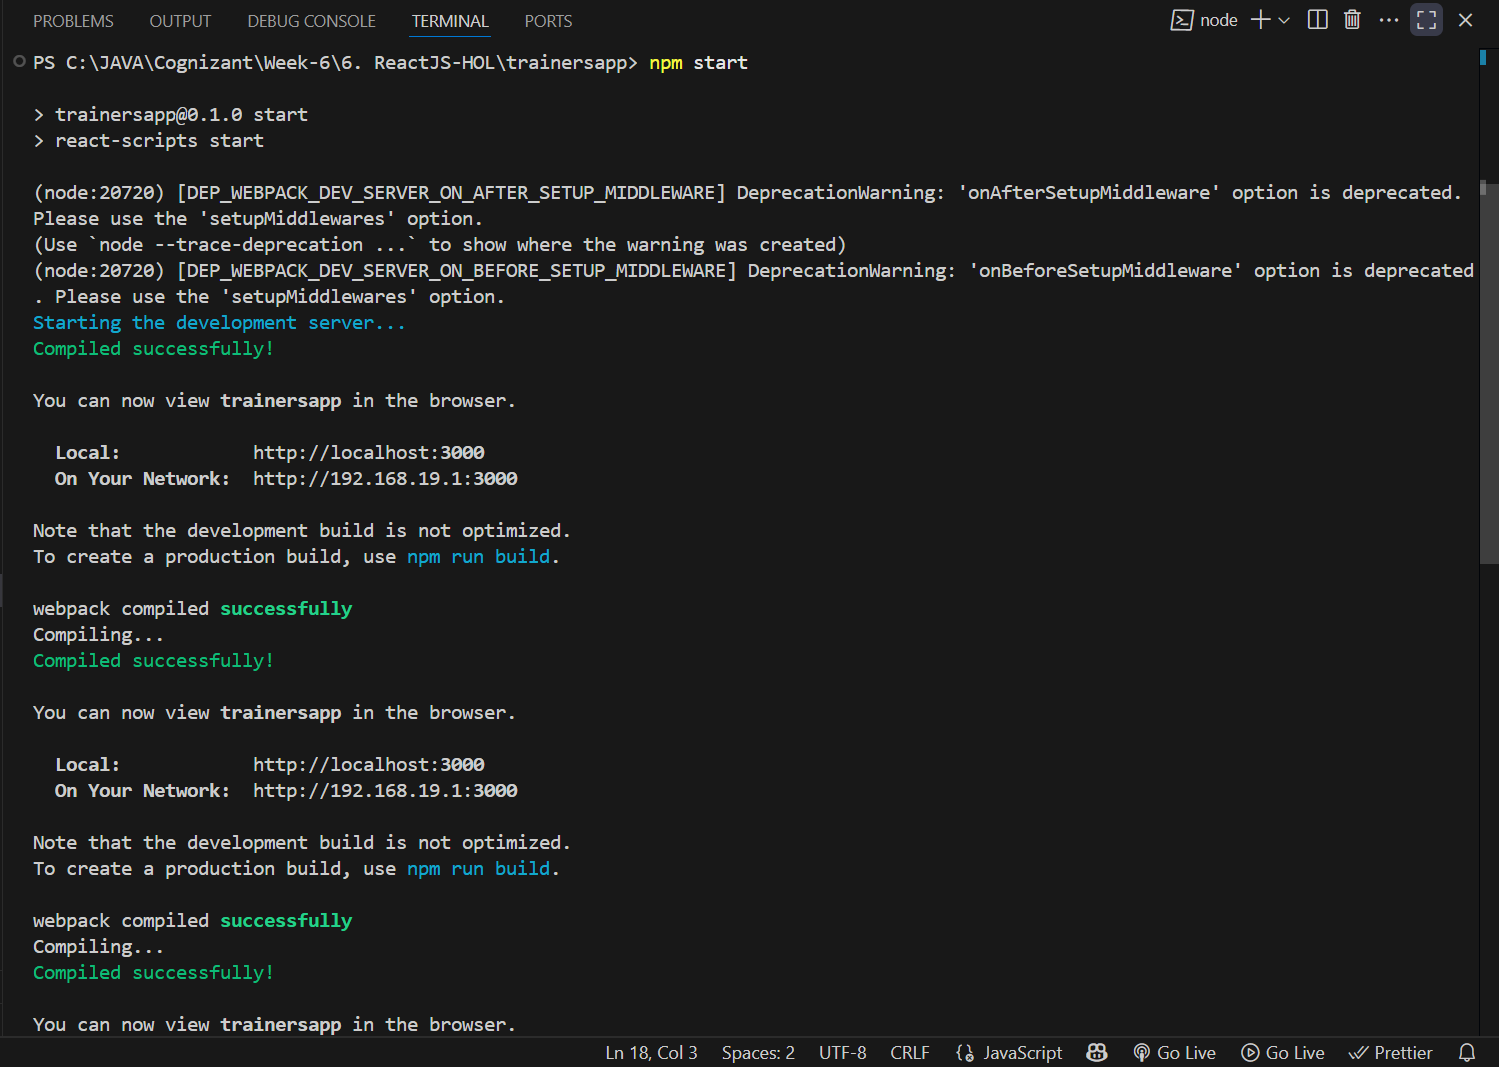 PROBLEMS OUTPUT DEBUG CONSOLE TERMINAL PORTS node
PS C:\JAVA\Cognizant\Week-6\6. ReactJS-HOL\trainersapp> npm start
> trainersapp@0.1.0 start
> react-scripts start
(node:20720) [DEP_WEBPACK_DEV_SERVER_ON_AFTER_SETUP_MIDDLEWARE] DeprecationWarning: 'onAfterSetupMiddleware' option is deprecated.
Please use the 'setupMiddlewares' option.
(Use `node --trace-deprecation ...` to show where the warning was created)
(node:20720) [DEP_WEBPACK_DEV_SERVER_ON_BEFORE_SETUP_MIDDLEWARE] DeprecationWarning: 'onBeforeSetupMiddleware' option is deprecated
. Please use the 'setupMiddlewares' option.
Starting the development server...
Compiled successfully!
You can now view trainersapp in the browser.
Local: http://localhost:3000
On Your Network: http://192.168.19.1:3000
Note that the development build is not optimized.
To create a production build, use npm run build.
webpack compiled successfully
Compiling...
Compiled successfully!
You can now view trainersapp in the browser.
Local: http://localhost:3000
On Your Network: http://192.168.19.1:3000
Note that the development build is not optimized.
To create a production build, use npm run build.
webpack compiled successfully
Compiling...
Compiled successfully!
You can now view trainersapp in the browser.
Ln 18, Col 3 Spaces: 2 UTF-8 CRLF JavaScript Go Live Go Live Prettier